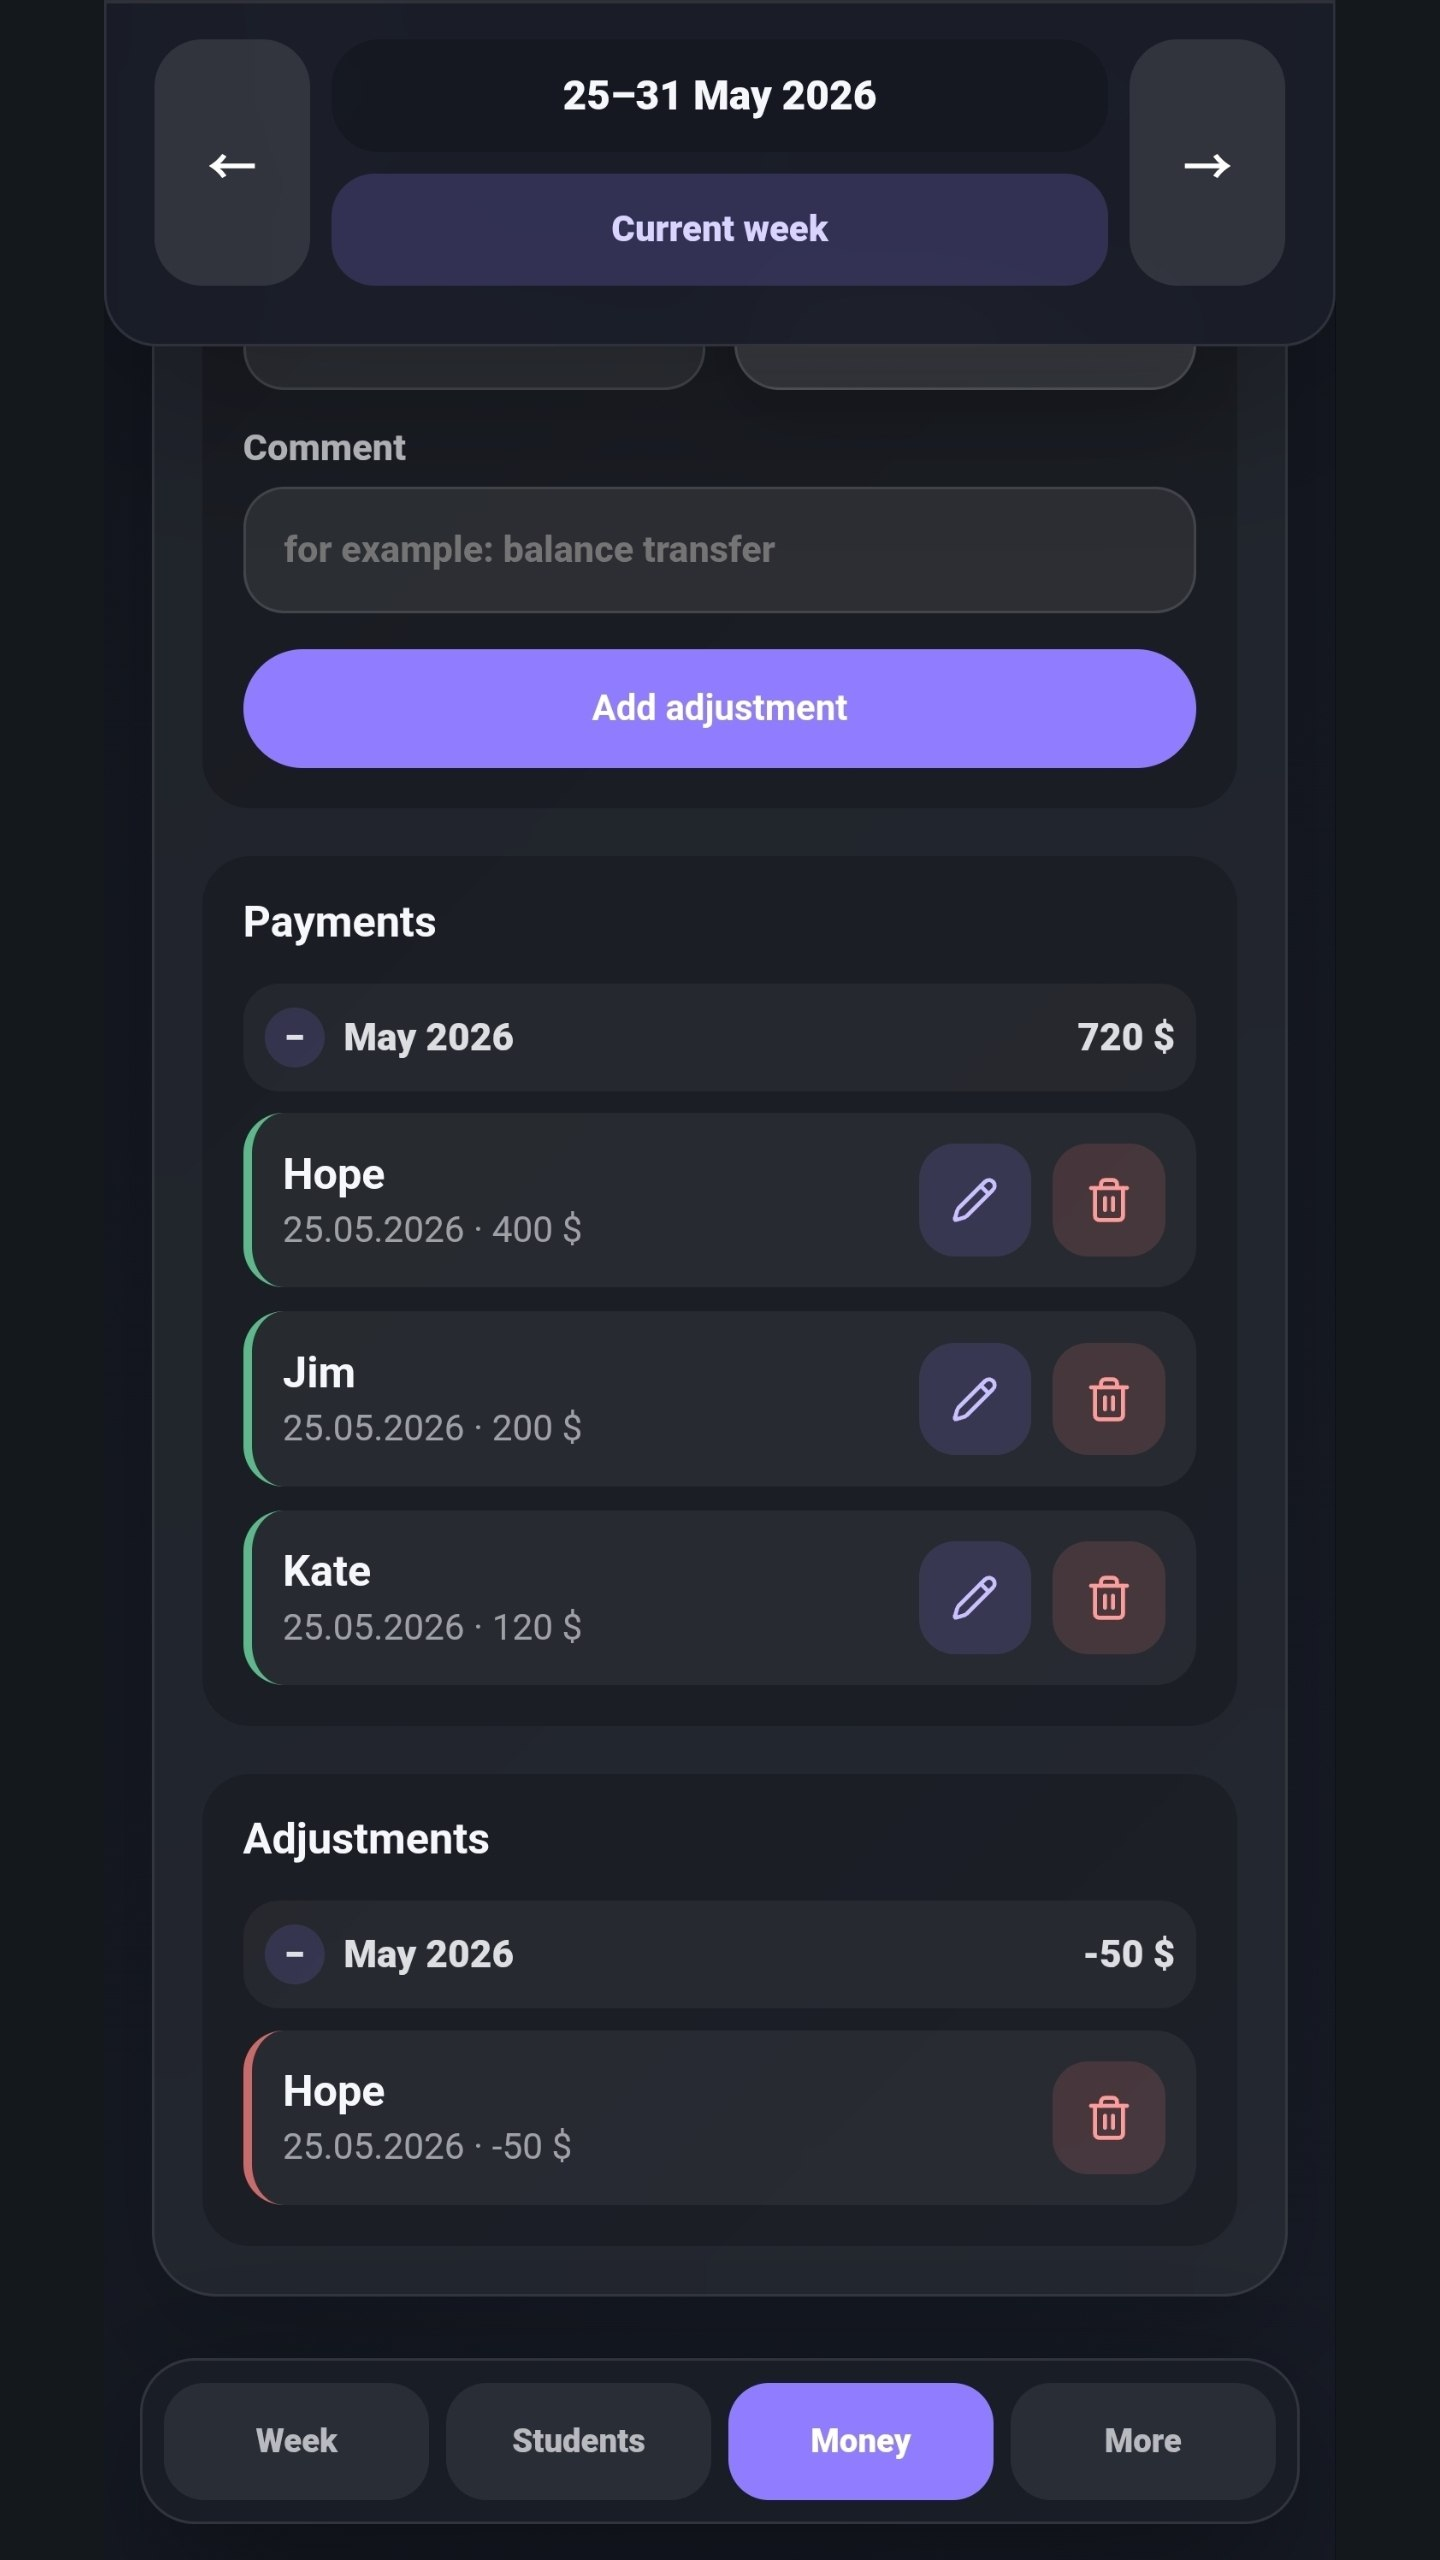 ←
25–31 May 2026
Current week
→
Comment
for example: balance transfer
Add adjustment
Payments
– May 2026 720 $
Hope
25.05.2026 · 400 $
Jim
25.05.2026 · 200 $
Kate
25.05.2026 · 120 $
Adjustments
– May 2026 -50 $
Hope
25.05.2026 · -50 $
Week Students Money More